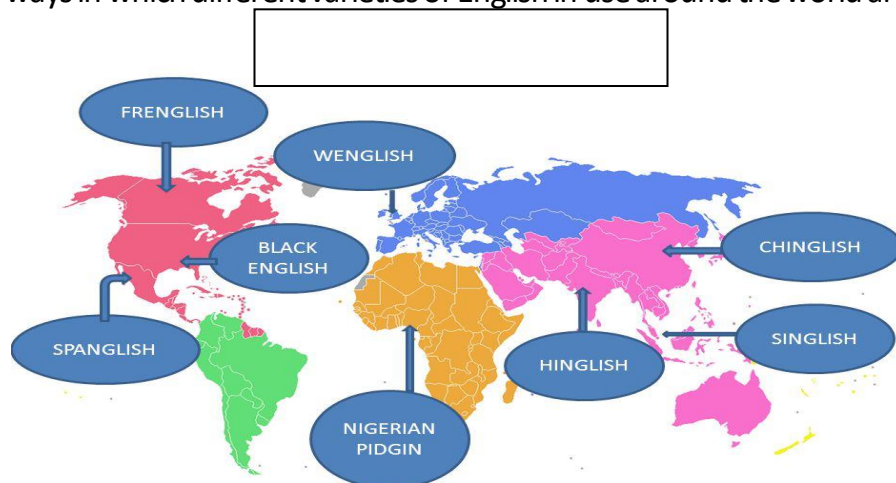 ways in which different varieties of English in use around the world
FRENGLISH
WENGLISH
BLACK
ENGLISH
CHINGLISH
SPANGLISH
HINGLISH
SINGLISH
NIGERIAN
PIDGIN